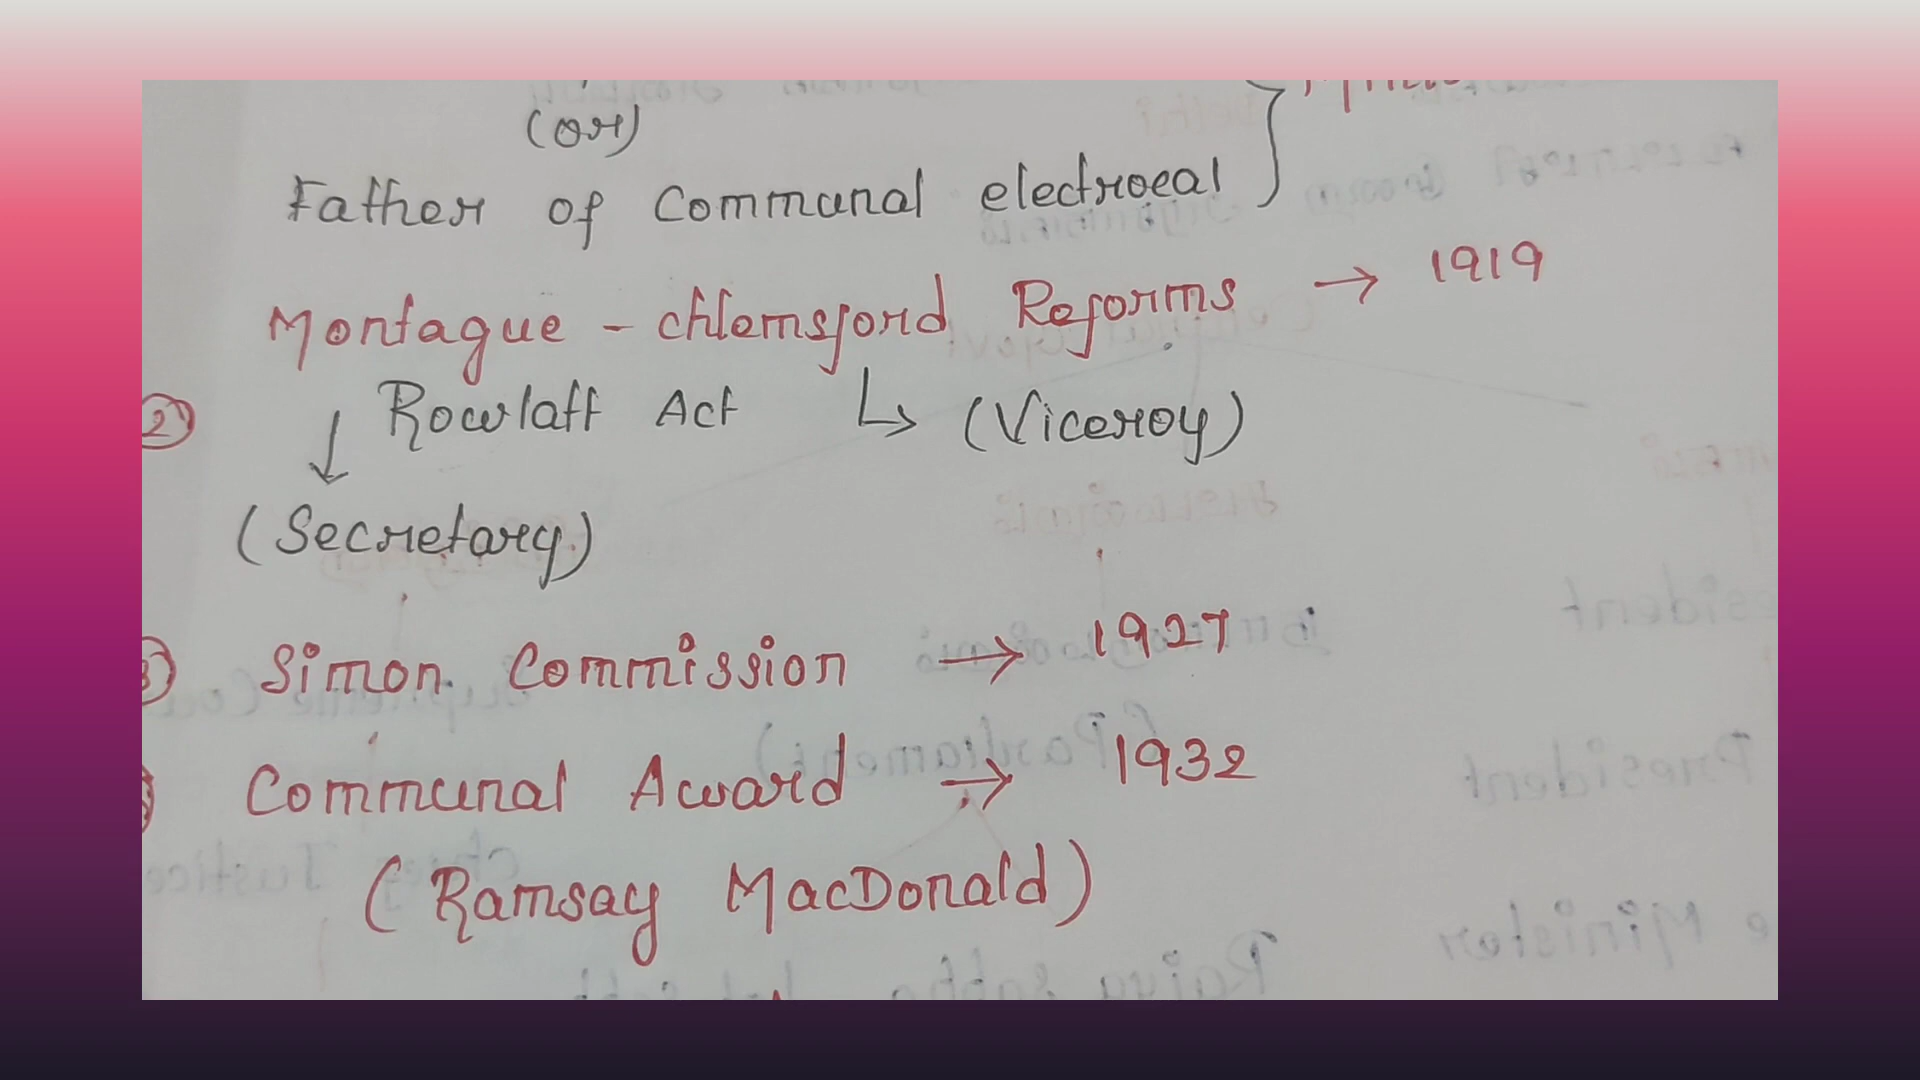 (or)
Father of Communal electroeal }
Montague - chlemsford Reforms → 1919
2) ↓ Rowlatt Act ↳ (Viceroy)
(Secretary)
3) Simon Commission → 1927
Communal Award → 1932
(Ramsay MacDonald)